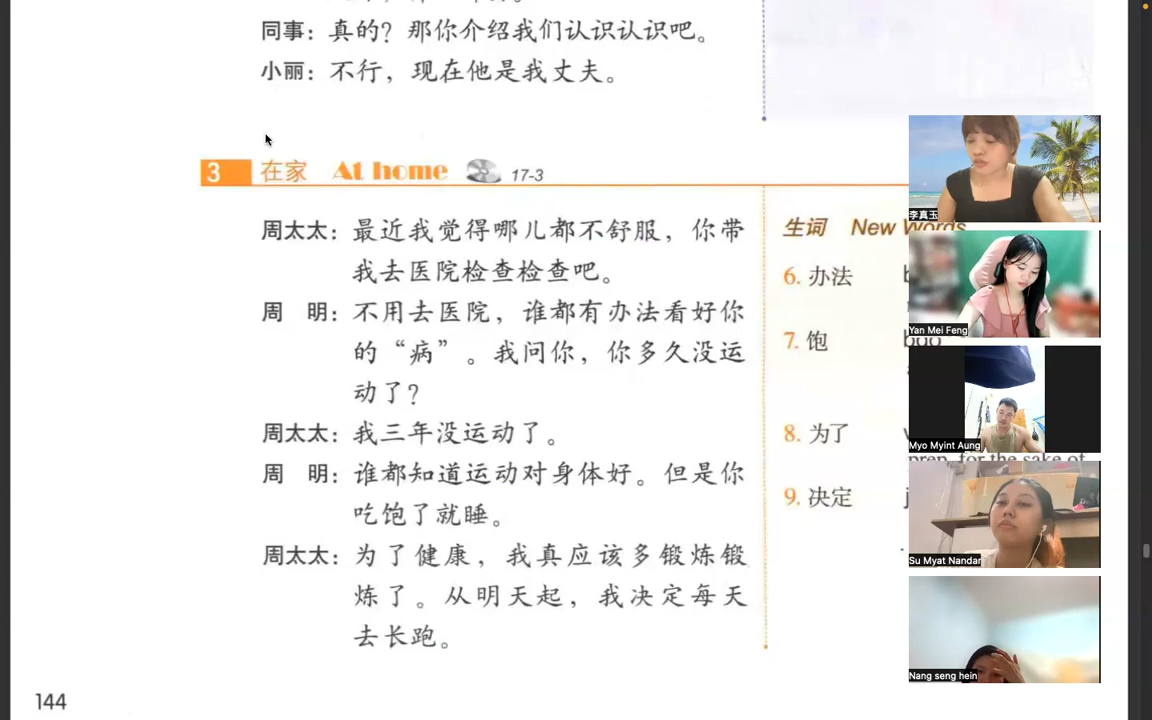 同事：真的？那你介绍我们认识认识吧。
小丽：不行，现在他是我丈夫。
3 在家 At home 17-3
周太太：最近我觉得哪儿都不舒服，你带
我去医院检查检查吧。
周 明：不用去医院，谁都有办法看好你
的“病”。我问你，你多久没运
动了？
周太太：我三年没运动了。
周 明：谁都知道运动对身体好。但是你
吃饱了就睡。
周太太：为了健康，我真应该多锻炼锻
炼了。从明天起，我决定每天
去长跑。
生词 New Words
6. 办法
7. 饱 bǎo
8. 为了
prep. for the sake of
9. 决定
李真玉
Yan Mei Feng
Myo Myint Aung
Su Myat Nandar
Nang seng hein
144